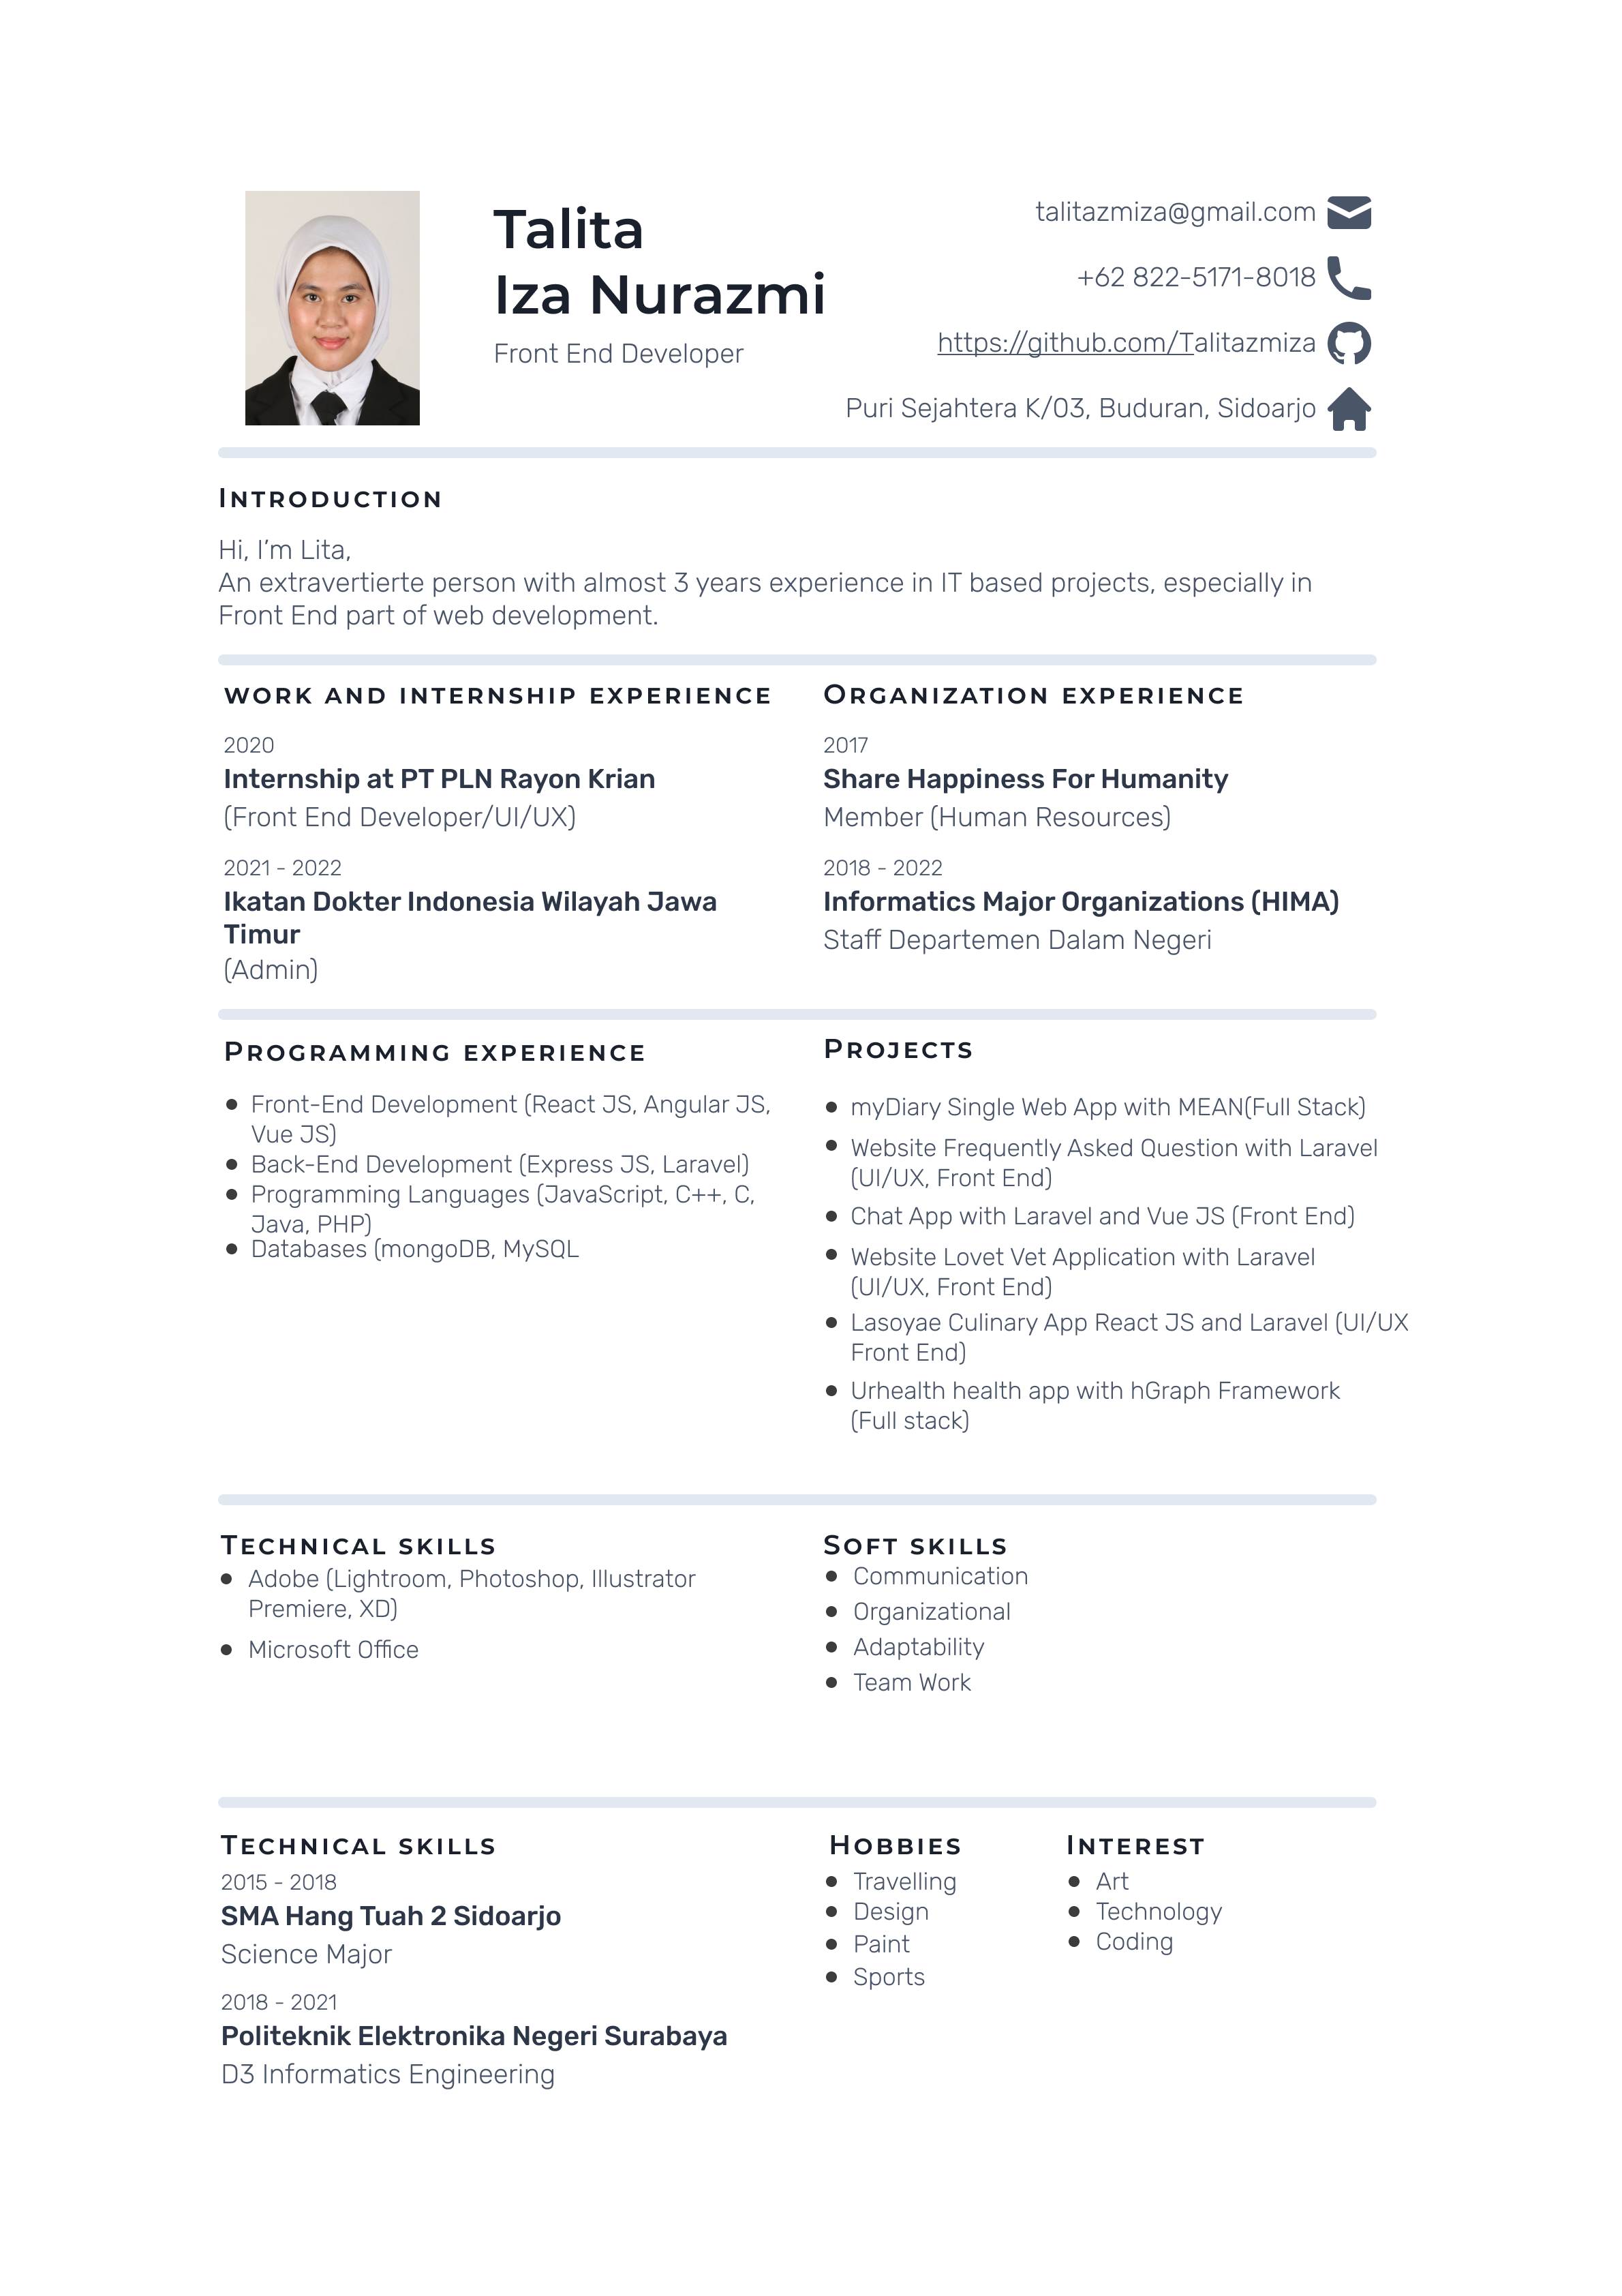 Talita
Iza Nurazmi
Front End Developer
talitazmiza@gmail.com
+62 822-5171-8018
https://github.com/Talitazmiza
Puri Sejahtera K/03, Buduran, Sidoarjo
INTRODUCTION
Hi, I'm Lita,
An extravertierte person with almost 3 years experience in IT based projects, especially in
Front End part of web development.
WORK AND INTERNSHIP EXPERIENCE
2020
Internship at PT PLN Rayon Krian
(Front End Developer/UI/UX)
2021 - 2022
Ikatan Dokter Indonesia Wilayah Jawa
Timur
(Admin)
ORGANIZATION EXPERIENCE
2017
Share Happiness For Humanity
Member (Human Resources)
2018 - 2022
Informatics Major Organizations (HIMA)
Staff Departemen Dalam Negeri
PROGRAMMING EXPERIENCE
• Front-End Development (React JS, Angular JS,
Vue JS)
• Back-End Development (Express JS, Laravel)
• Programming Languages (JavaScript, C++, C,
Java, PHP)
• Databases (mongoDB, MySQL
PROJECTS
• myDiary Single Web App with MEAN(Full Stack)
• Website Frequently Asked Question with Laravel
(UI/UX, Front End)
• Chat App with Laravel and Vue JS (Front End)
• Website Lovet Vet Application with Laravel
(UI/UX, Front End)
• Lasoyae Culinary App React JS and Laravel (UI/UX
Front End)
• Urhealth health app with hGraph Framework
(Full stack)
TECHNICAL SKILLS
• Adobe (Lightroom, Photoshop, Illustrator
Premiere, XD)
• Microsoft Office
SOFT SKILLS
• Communication
• Organizational
• Adaptability
• Team Work
TECHNICAL SKILLS
2015 - 2018
SMA Hang Tuah 2 Sidoarjo
Science Major
2018 - 2021
Politeknik Elektronika Negeri Surabaya
D3 Informatics Engineering
HOBBIES
• Travelling
• Design
• Paint
• Sports
INTEREST
• Art
• Technology
• Coding